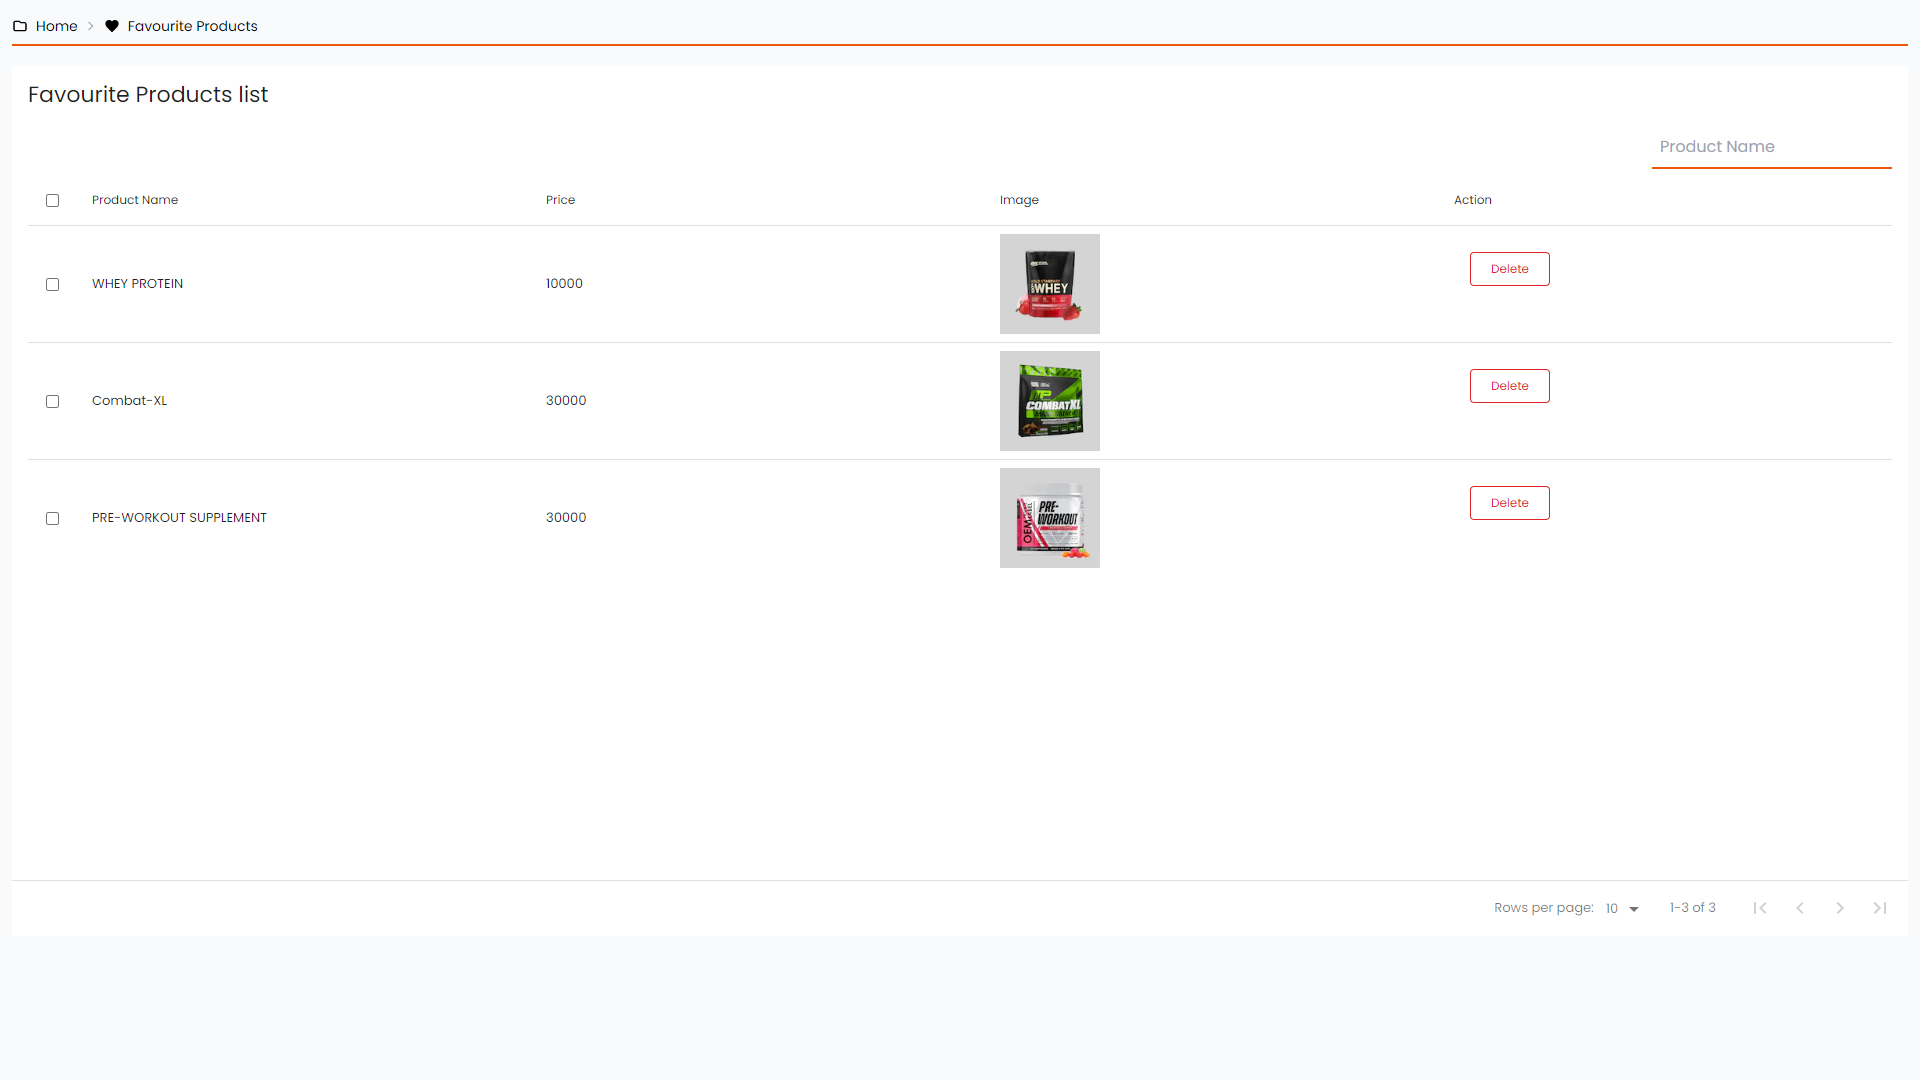 Home > Favourite Products
Favourite Products list
Product Name
Product Name Price Image Action
WHEY PROTEIN 10000 Delete
WHEY
Combat-XL 30000 Delete
MP
COMBAT XL
PRE-WORKOUT SUPPLEMENT 30000 Delete
PRE-
WORKOUT
Rows per page: 10 1-3 of 3